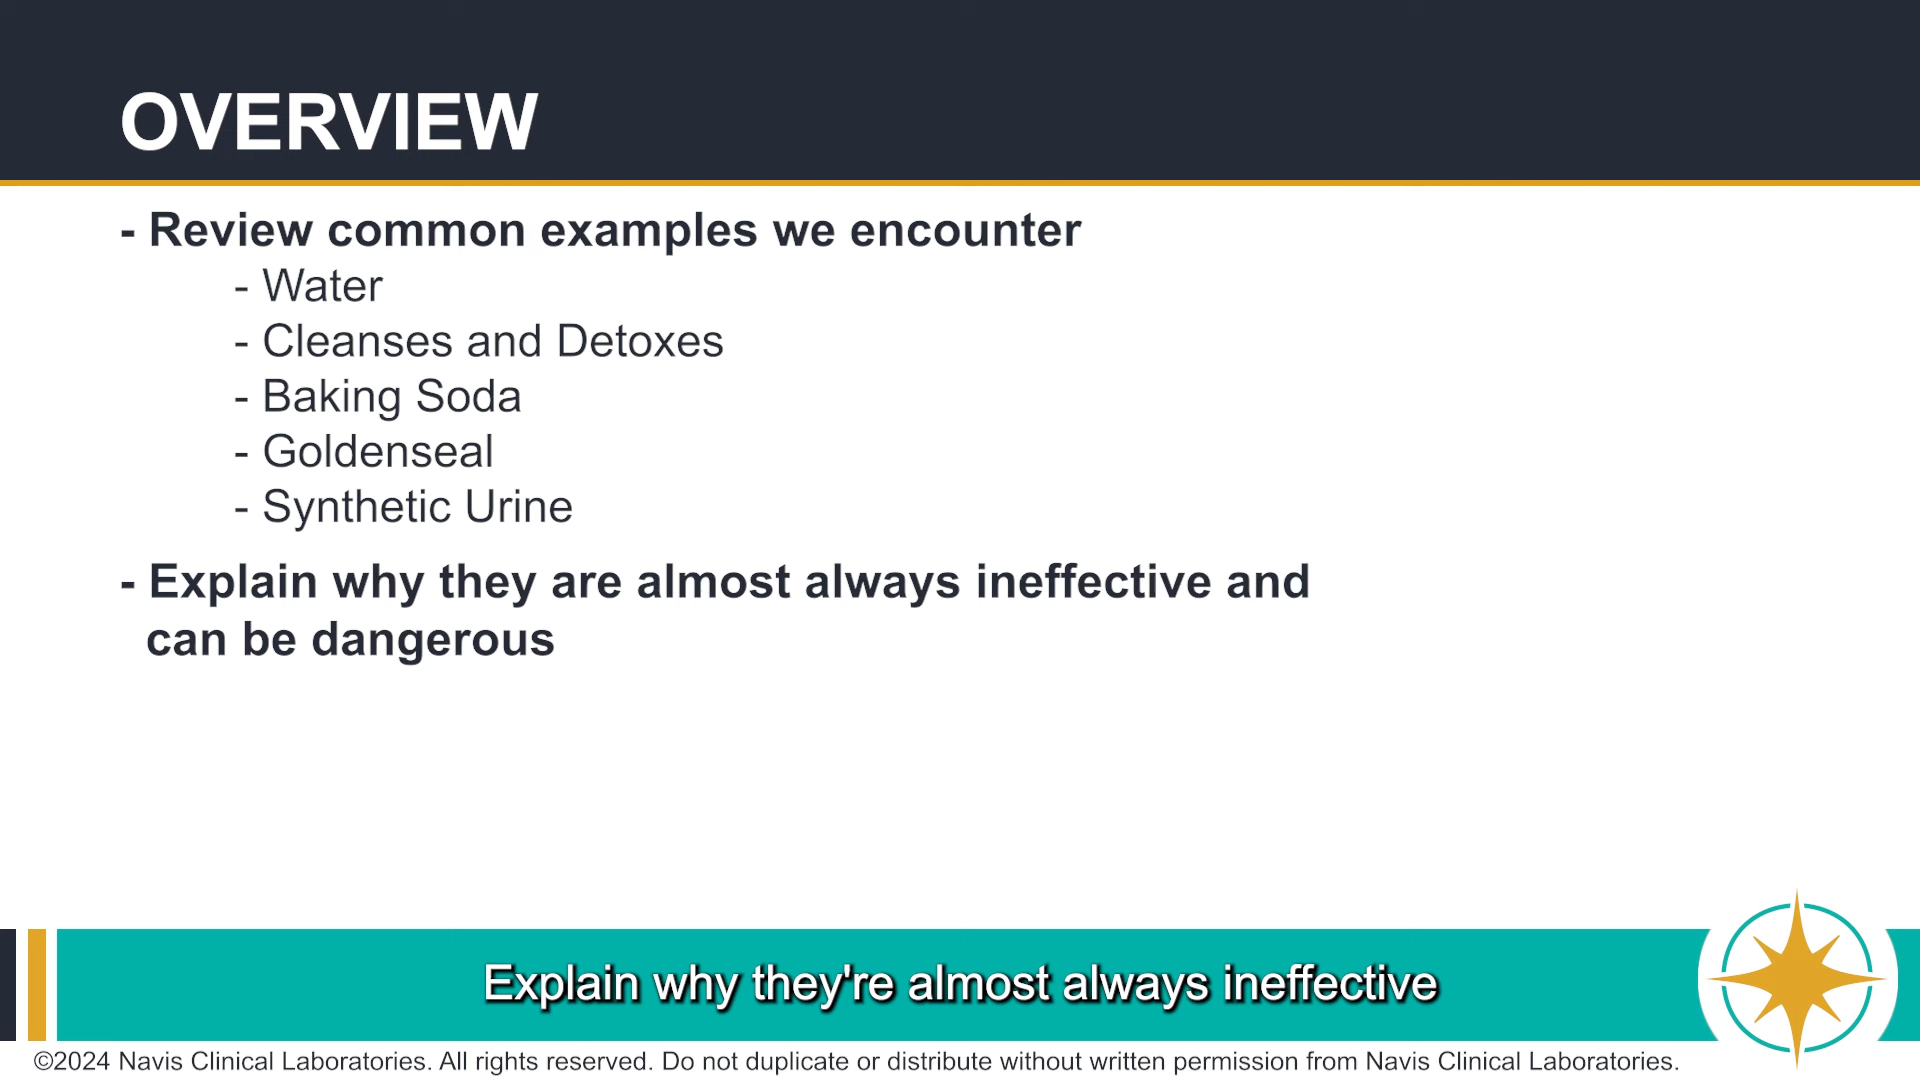 OVERVIEW
- Review common examples we encounter
- Water
- Cleanses and Detoxes
- Baking Soda
- Goldenseal
- Synthetic Urine
- Explain why they are almost always ineffective and
can be dangerous
Explain why they're almost always ineffective
©2024 Navis Clinical Laboratories. All rights reserved. Do not duplicate or distribute without written permission from Navis Clinical Laboratories.